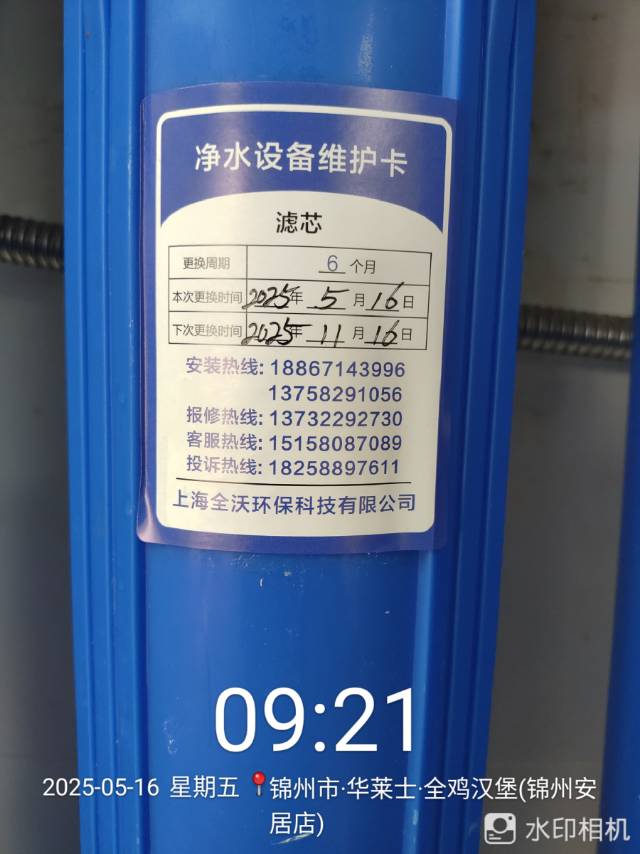 净水设备维护卡
滤芯
更换周期 6 个月
本次更换时间 2025年 5 月 16 日
下次更换时间 2025年 11 月 16 日
安装热线: 18867143996
13758291056
报修热线: 13732292730
客服热线: 15158087089
投诉热线: 18258897611
上海全沃环保科技有限公司
09:21
2025-05-16 星期五 锦州市·华莱士·全鸡汉堡(锦州安
居店)
水印相机